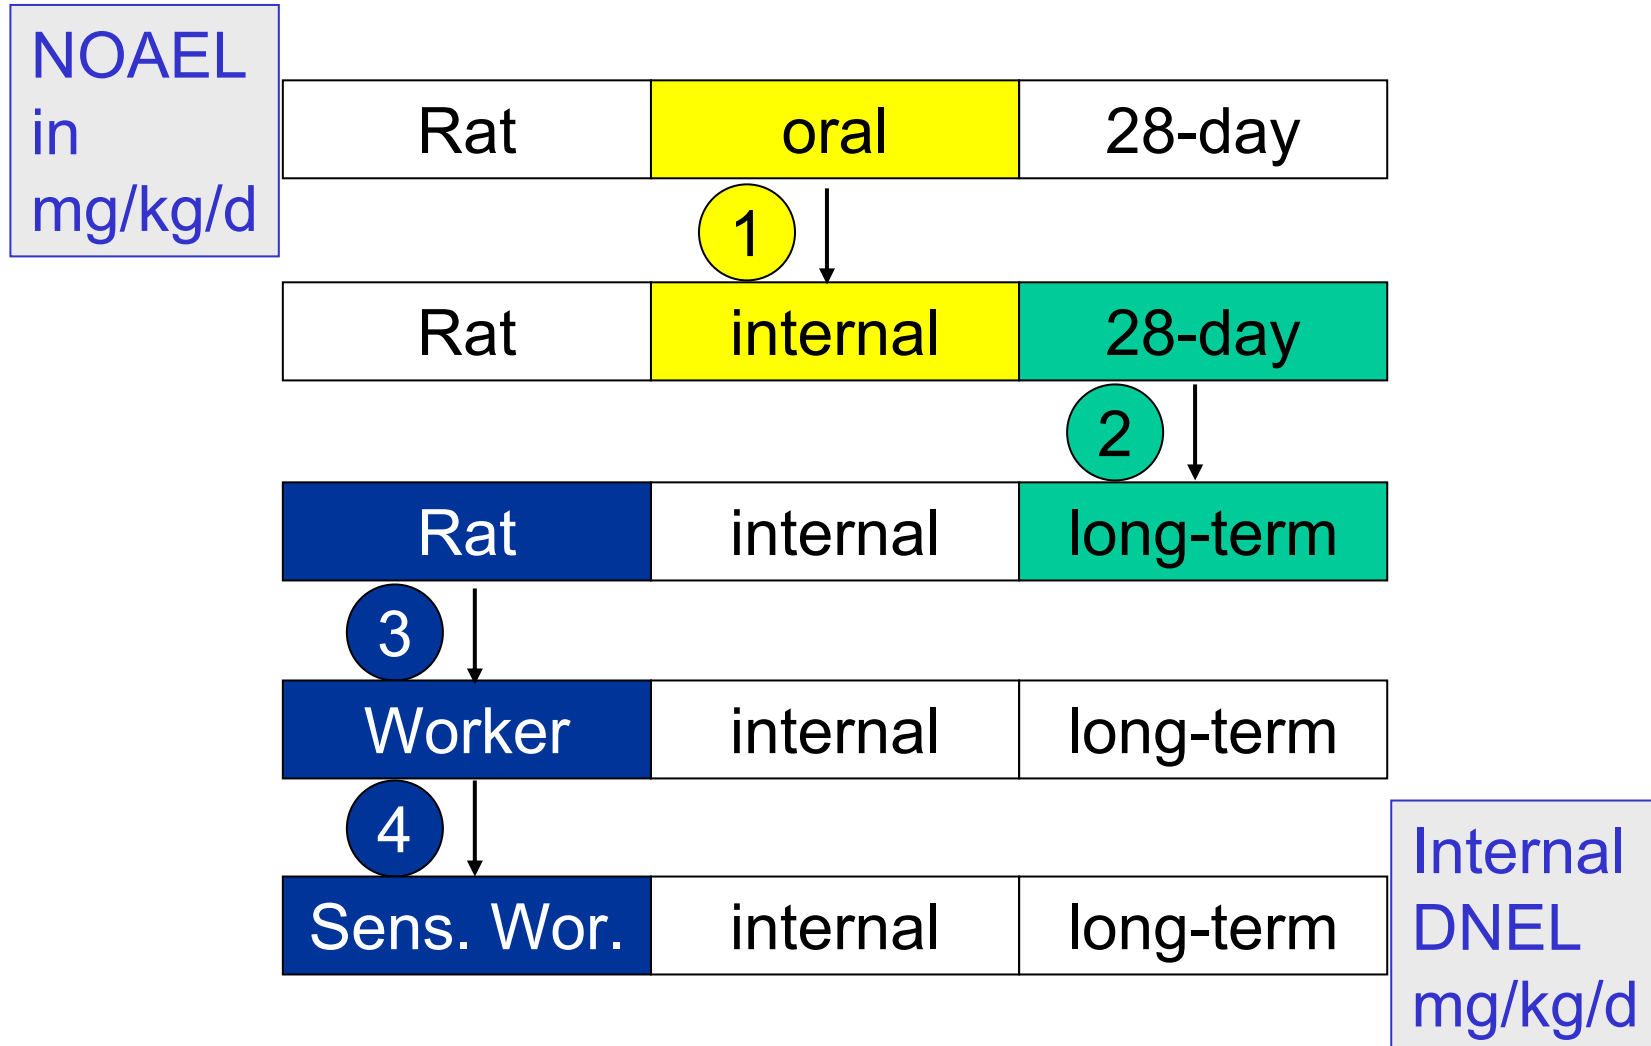 NOAEL
in
mg/kg/d
Rat oral 28-day
1
Rat internal 28-day
2
Rat internal long-term
3
Worker internal long-term
4
Sens. Wor. internal long-term
Internal
DNEL
mg/kg/d